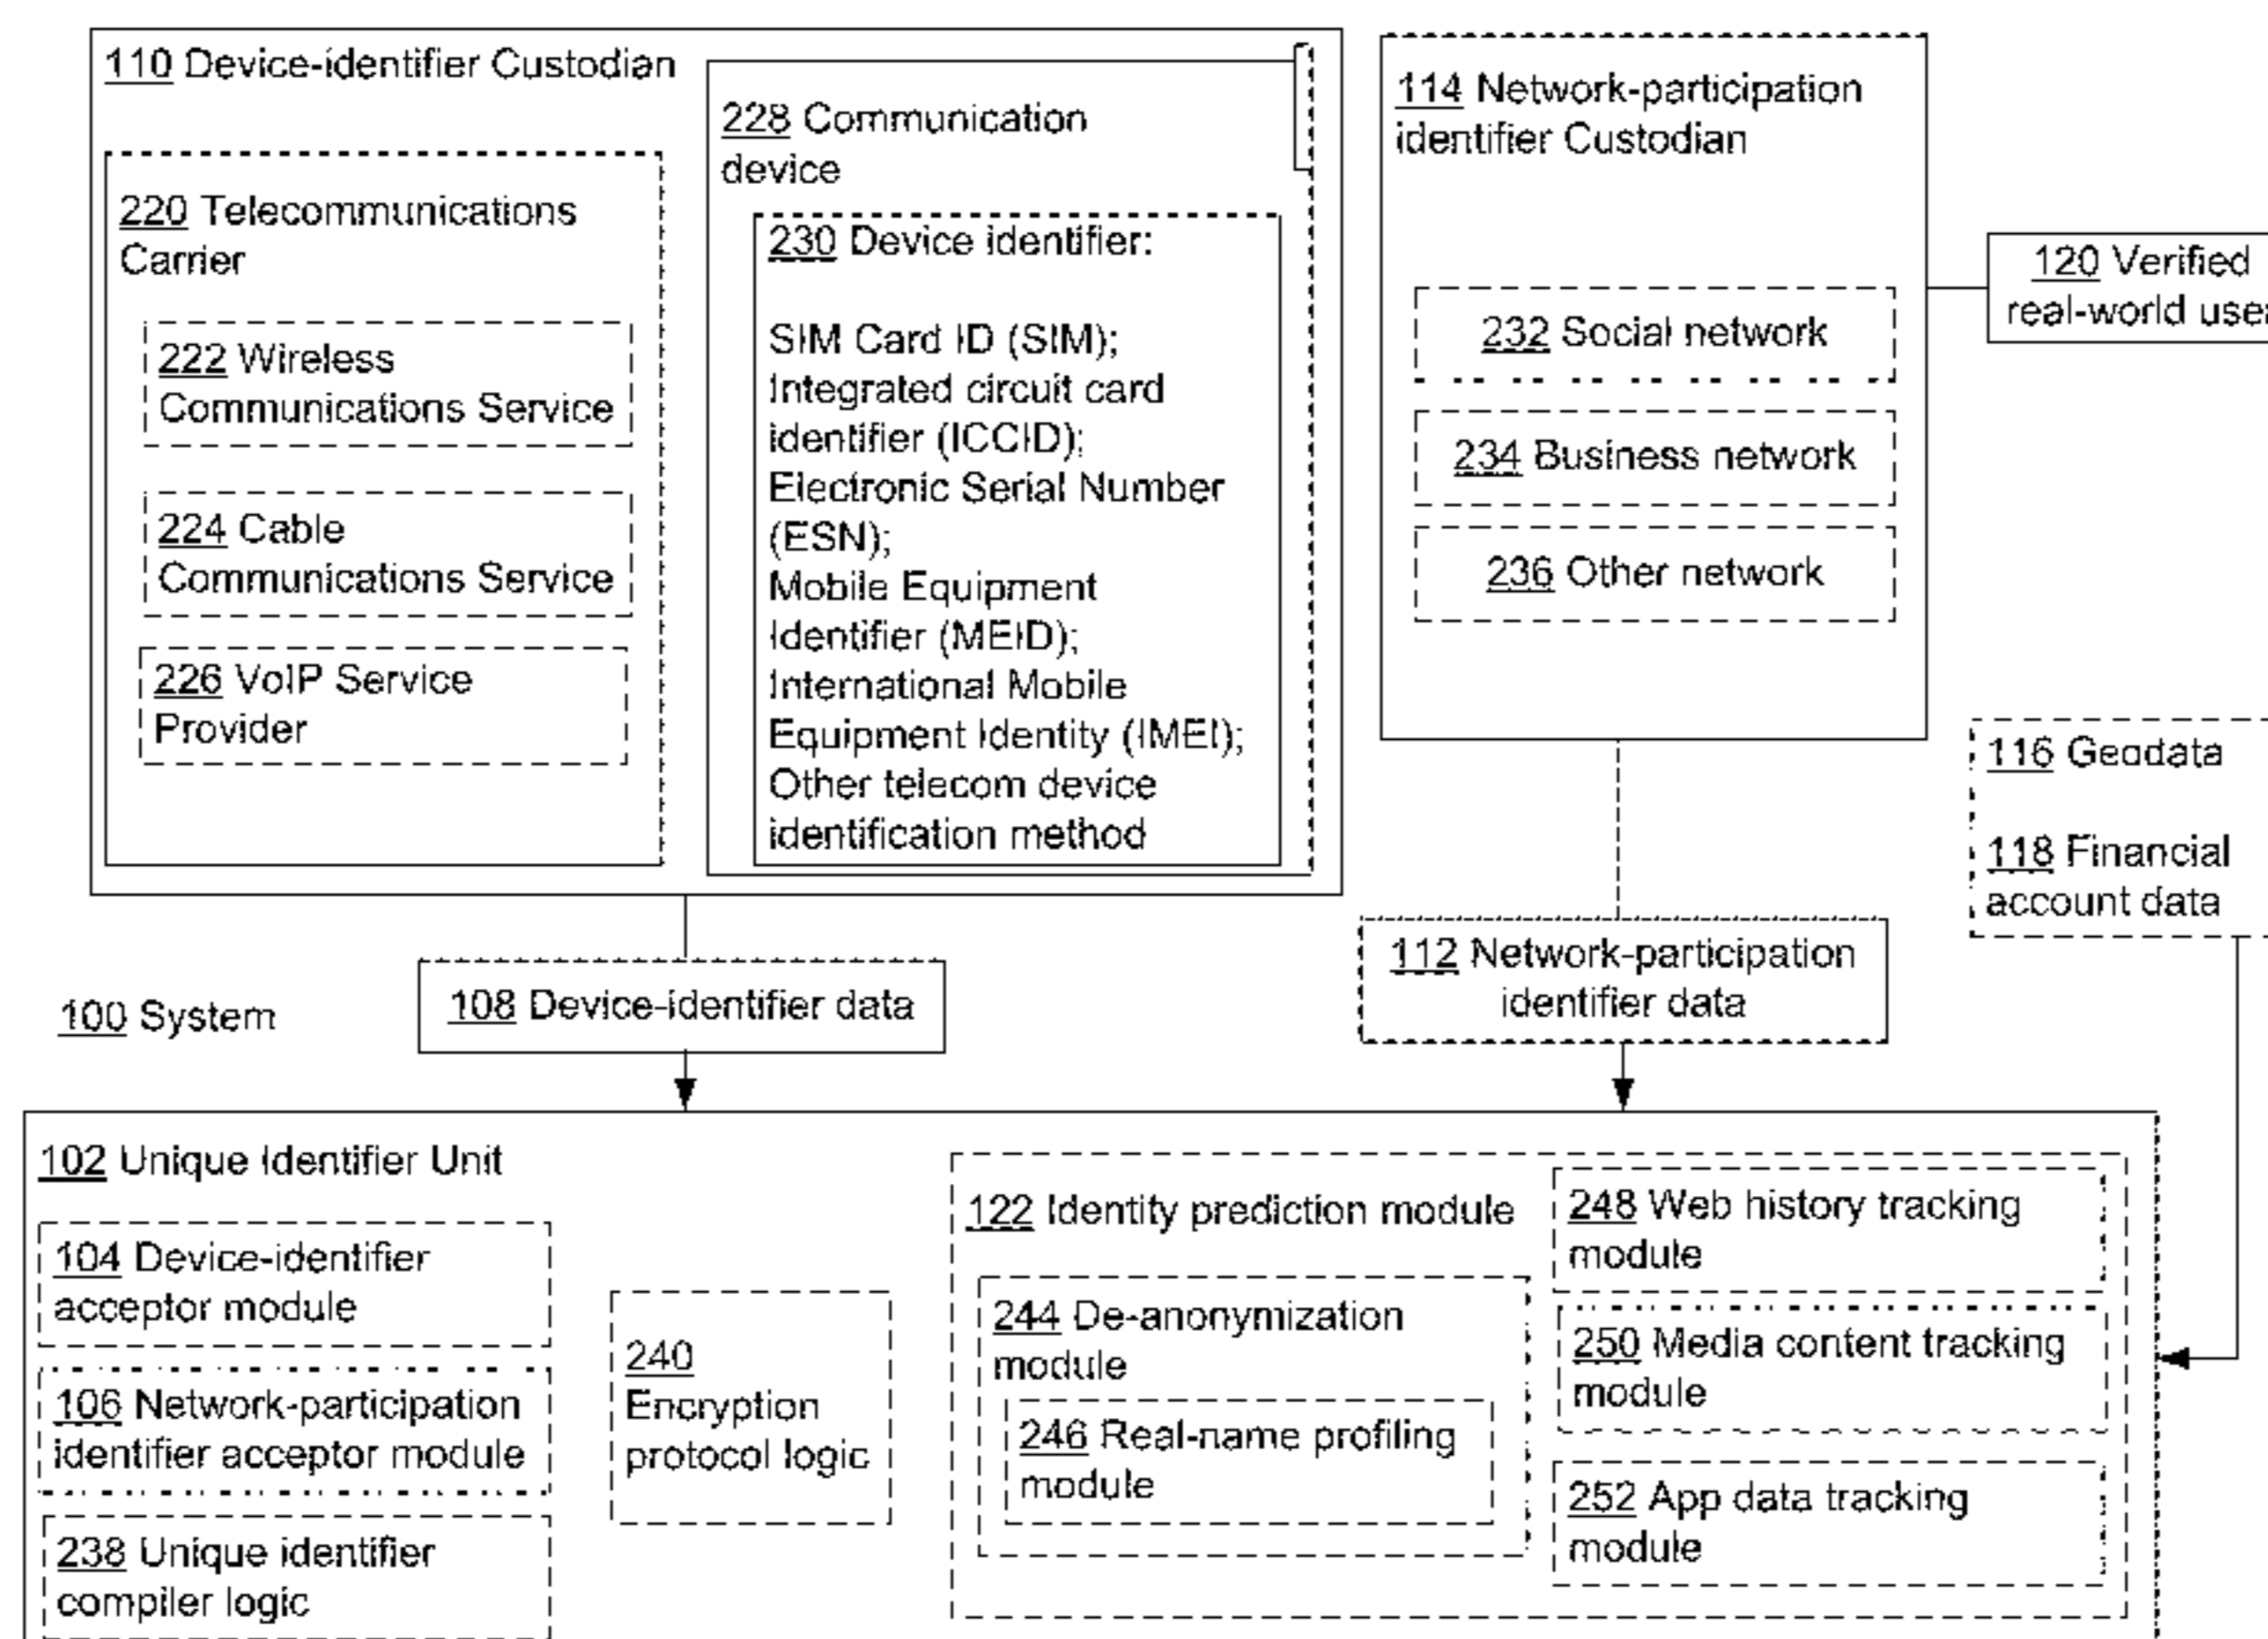 110 Device-identifier Custodian
220 Telecommunications
Carrier
222 Wireless
Communications Service
224 Cable
Communications Service
226 VoIP Service
Provider
228 Communication
device
230 Device identifier:
SIM Card ID (SIM);
Integrated circuit card
identifier (ICCID);
Electronic Serial Number
(ESN);
Mobile Equipment
Identifier (MEID);
International Mobile
Equipment Identity (IMEI);
Other telecom device
identification method
114 Network-participation
identifier Custodian
232 Social network
234 Business network
236 Other network
120 Verified
real-world user
116 Geodata
118 Financial
account data
100 System
108 Device-identifier data
112 Network-participation
identifier data
102 Unique Identifier Unit
104 Device-identifier
acceptor module
106 Network-participation
identifier acceptor module
238 Unique identifier
compiler logic
240
Encryption
protocol logic
122 Identity prediction module
244 De-anonymization
module
246 Real-name profiling
module
248 Web history tracking
module
250 Media content tracking
module
252 App data tracking
module